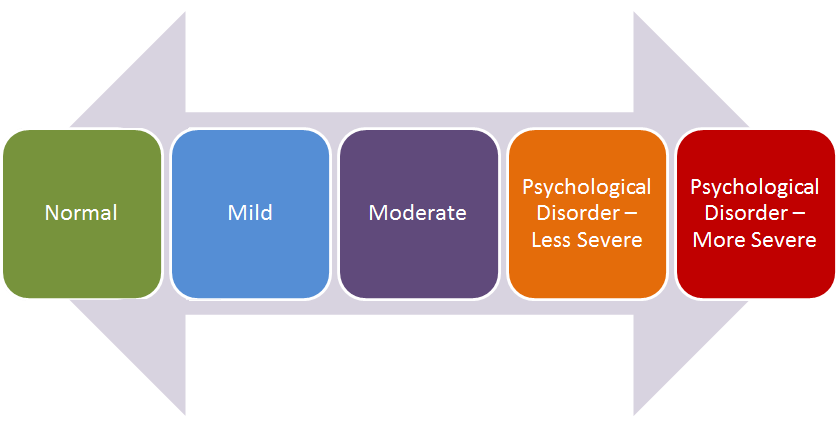 Normal
Mild
Moderate
Psychological
Disorder –
Less Severe
Psychological
Disorder –
More Severe